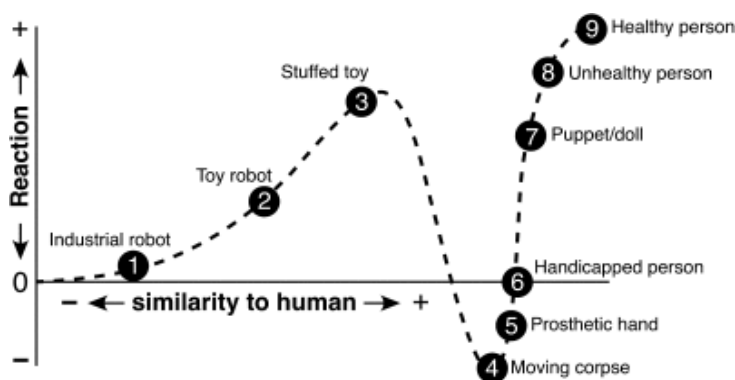 +
9 Healthy person
8 Unhealthy person
Stuffed toy
3
7 Puppet/doll
Reaction
Toy robot
2
Industrial robot
1
0
6 Handicapped person
- similarity to human +
5 Prosthetic hand
-
4 Moving corpse